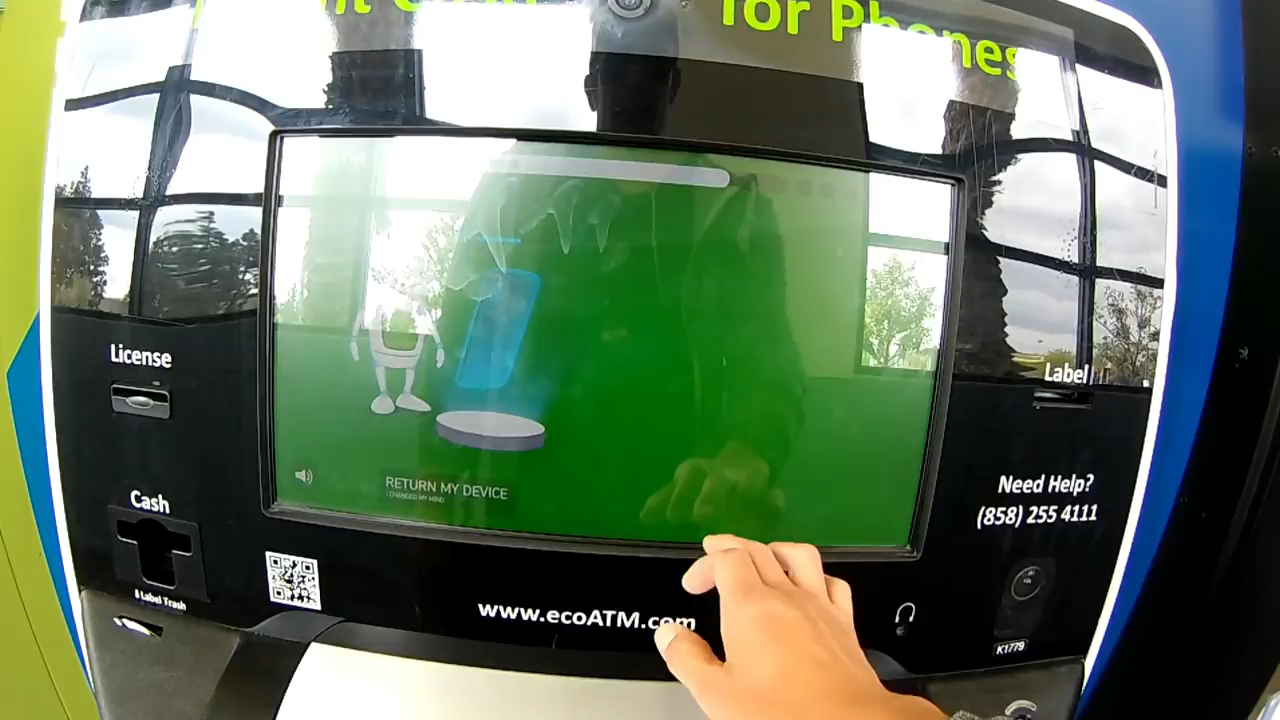 for Phones
License
Label
Cash
Need Help?
(858) 255 4111
RETURN MY DEVICE
I CHANGED MY MIND
& Label Trash
www.ecoATM.com
K1779